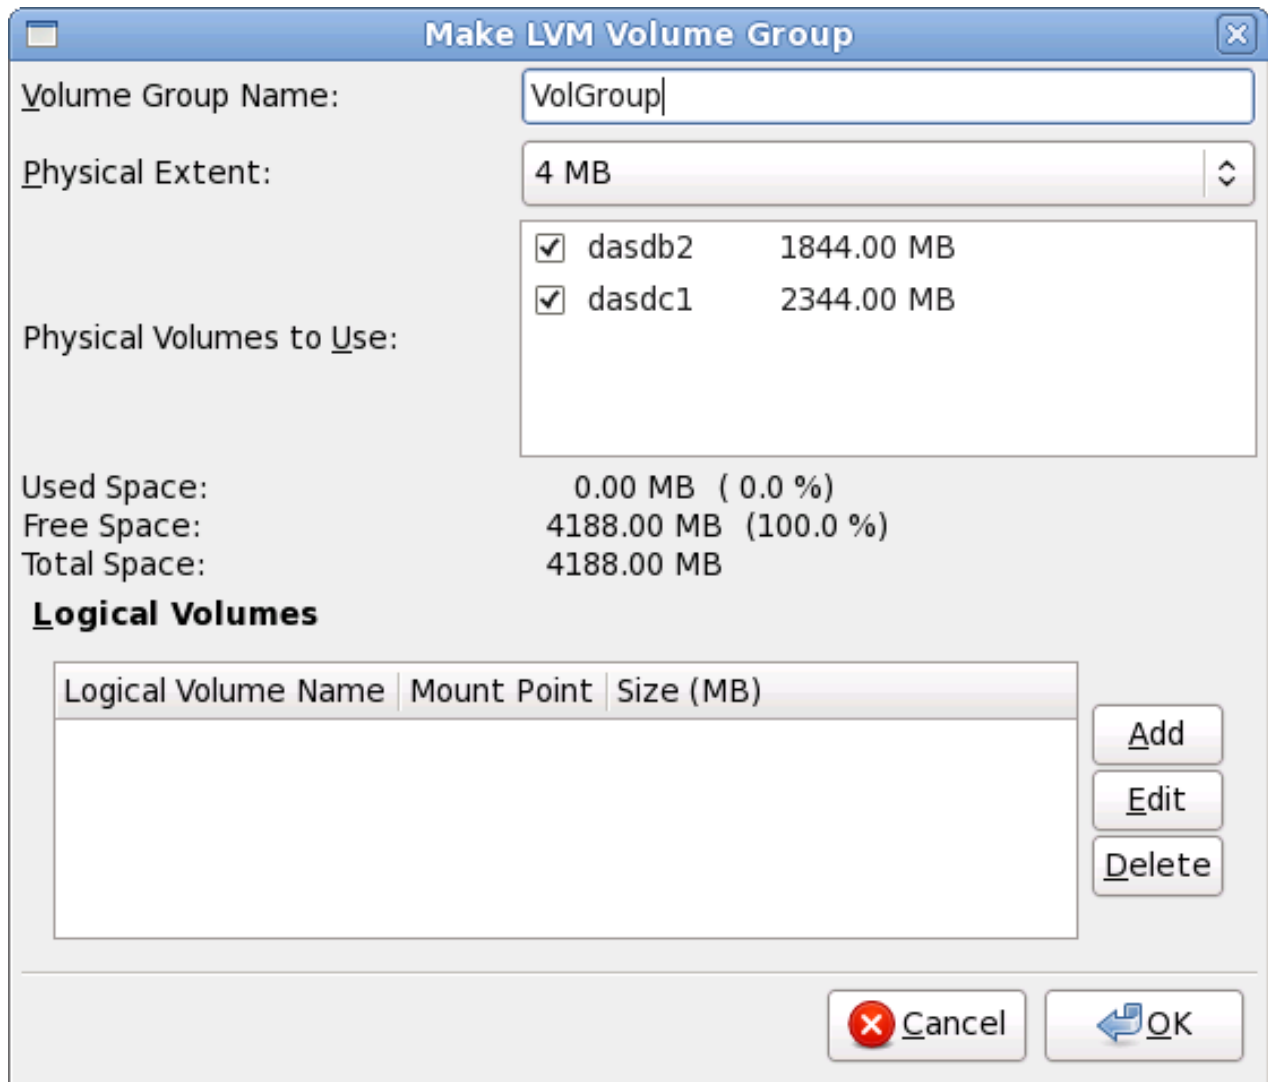 Make LVM Volume Group
Volume Group Name: VolGroup
Physical Extent: 4 MB
dasdb2 1844.00 MB
dasdc1 2344.00 MB
Physical Volumes to Use:
Used Space: 0.00 MB ( 0.0 %)
Free Space: 4188.00 MB (100.0 %)
Total Space: 4188.00 MB
Logical Volumes
Logical Volume Name Mount Point Size (MB)
Add
Edit
Delete
Cancel OK